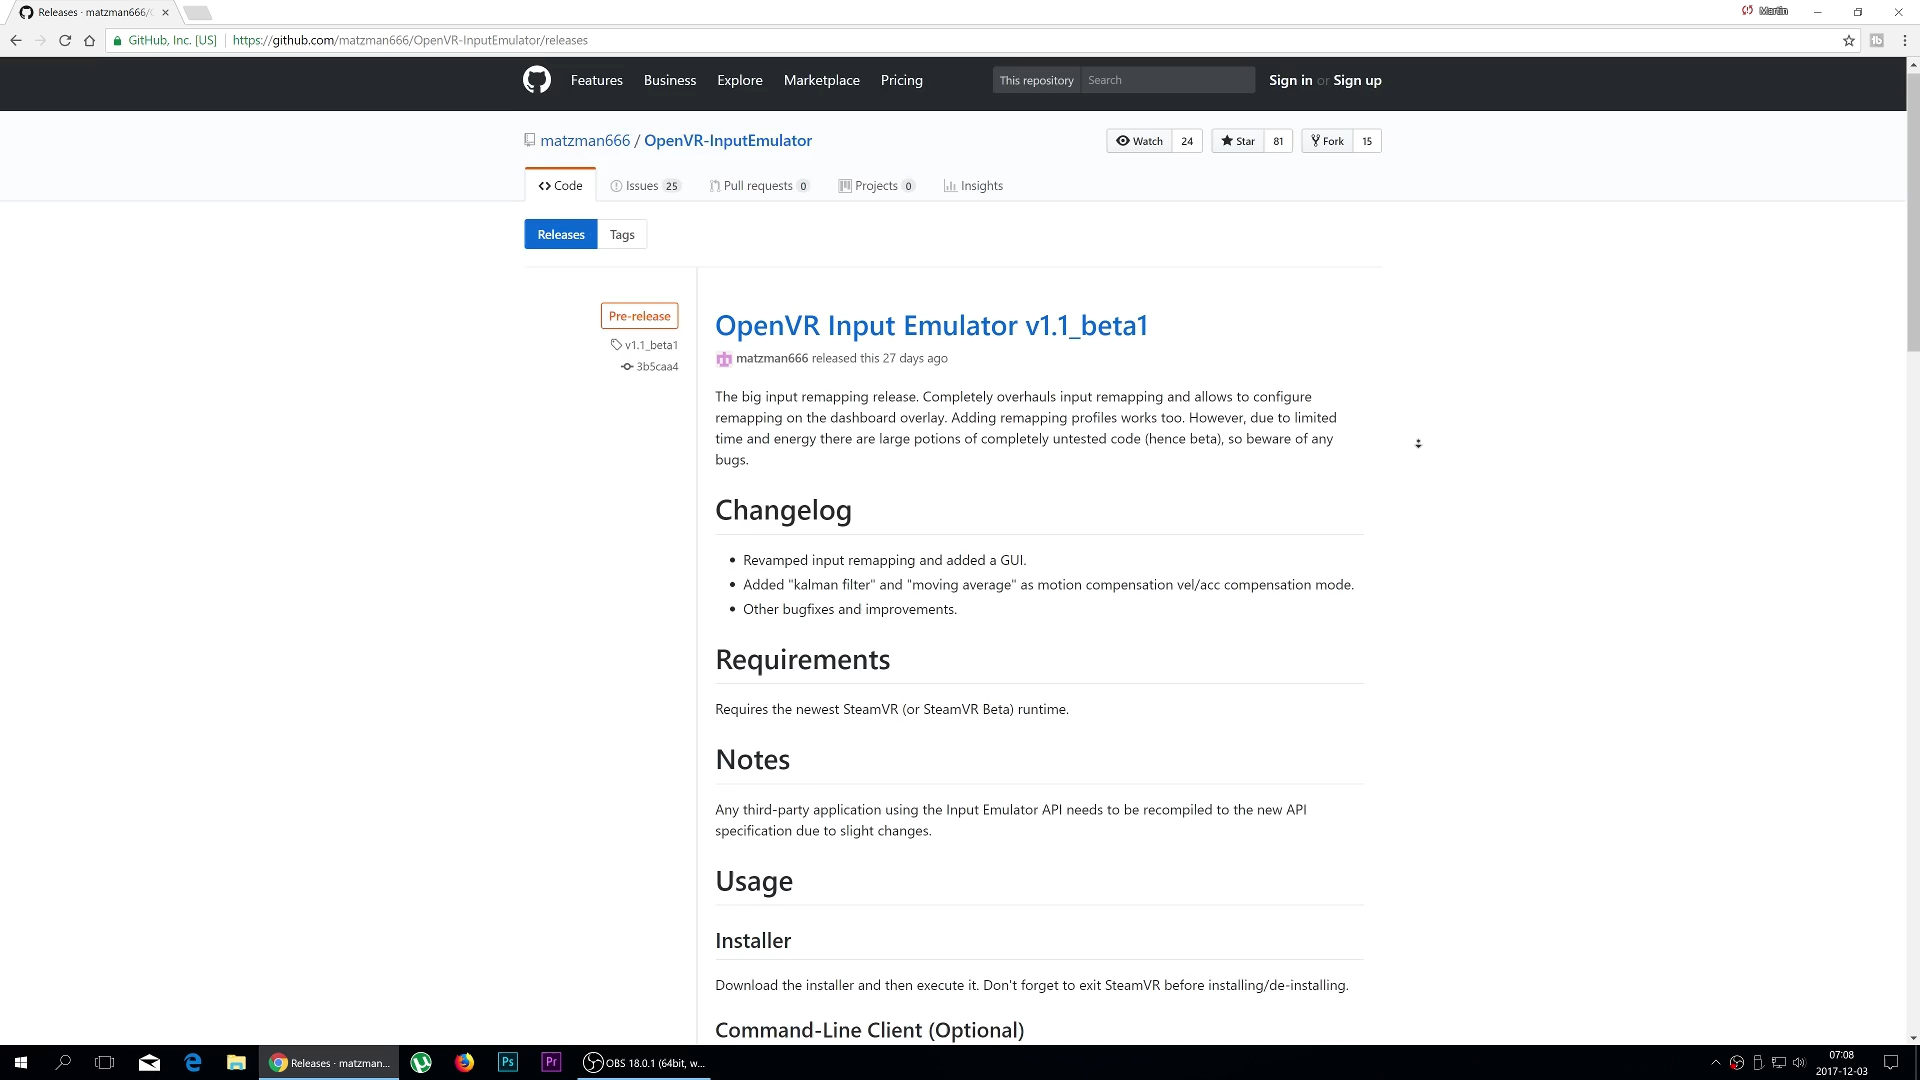 Releases · matzman666/
Martin
GitHub, Inc. [US] | https://github.com/matzman666/OpenVR-InputEmulator/releases
Features Business Explore Marketplace Pricing This repository Search Sign in or Sign up
matzman666 / OpenVR-InputEmulator Watch 24 Star 81 Fork 15
Code Issues 25 Pull requests 0 Projects 0 Insights
Releases Tags
Pre-release
v1.1_beta1
3b5caa4
OpenVR Input Emulator v1.1_beta1
matzman666 released this 27 days ago
The big input remapping release. Completely overhauls input remapping and allows to configure
remapping on the dashboard overlay. Adding remapping profiles works too. However, due to limited
time and energy there are large potions of completely untested code (hence beta), so beware of any
bugs.
Changelog
• Revamped input remapping and added a GUI.
• Added "kalman filter" and "moving average" as motion compensation vel/acc compensation mode.
• Other bugfixes and improvements.
Requirements
Requires the newest SteamVR (or SteamVR Beta) runtime.
Notes
Any third-party application using the Input Emulator API needs to be recompiled to the new API
specification due to slight changes.
Usage
Installer
Download the installer and then execute it. Don't forget to exit SteamVR before installing/de-installing.
Command-Line Client (Optional)
Releases · matzman...
Ps
Pr
OBS 18.0.1 (64bit, w...
07:08
2017-12-03